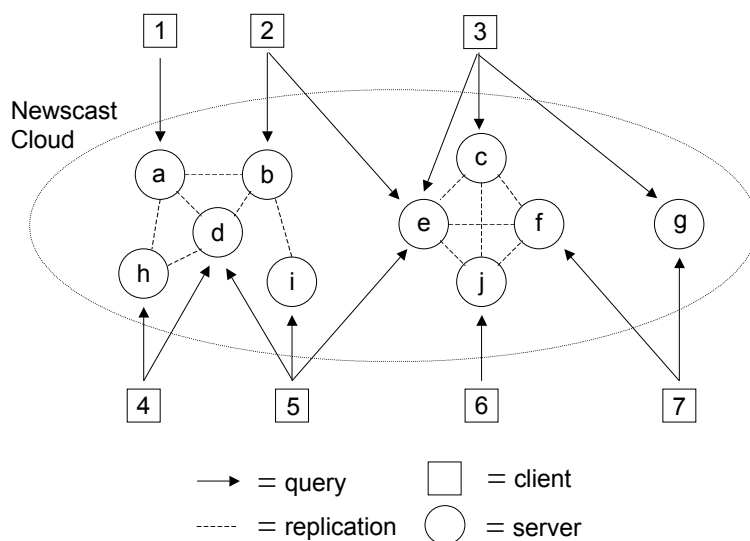 1 2 3
Newscast
Cloud
a b c
d e f g
h i j
4 5 6 7
= query = client
= replication = server